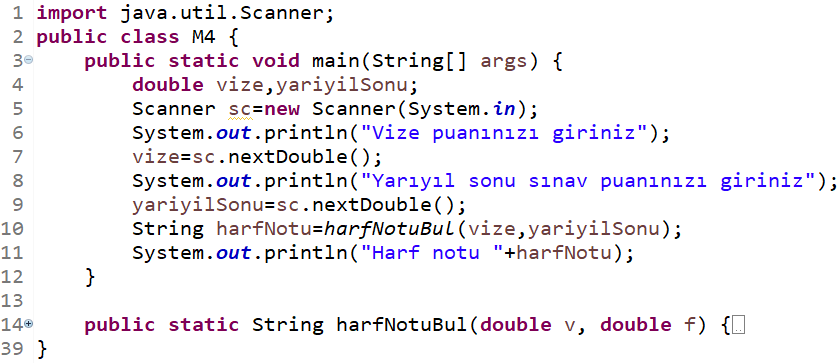 1 import java.util.Scanner;
2 public class M4 {
3 public static void main(String[] args) {
4 double vize,yariyilSonu;
5 Scanner sc=new Scanner(System.in);
6 System.out.println("Vize puanınızı giriniz");
7 vize=sc.nextDouble();
8 System.out.println("Yarıyıl sonu sınav puanınızı giriniz");
9 yariyilSonu=sc.nextDouble();
10 String harfNotu=harfNotuBul(vize,yariyilSonu);
11 System.out.println("Harf notu "+harfNotu);
12 }
13
14 public static String harfNotuBul(double v, double f) {
39 }